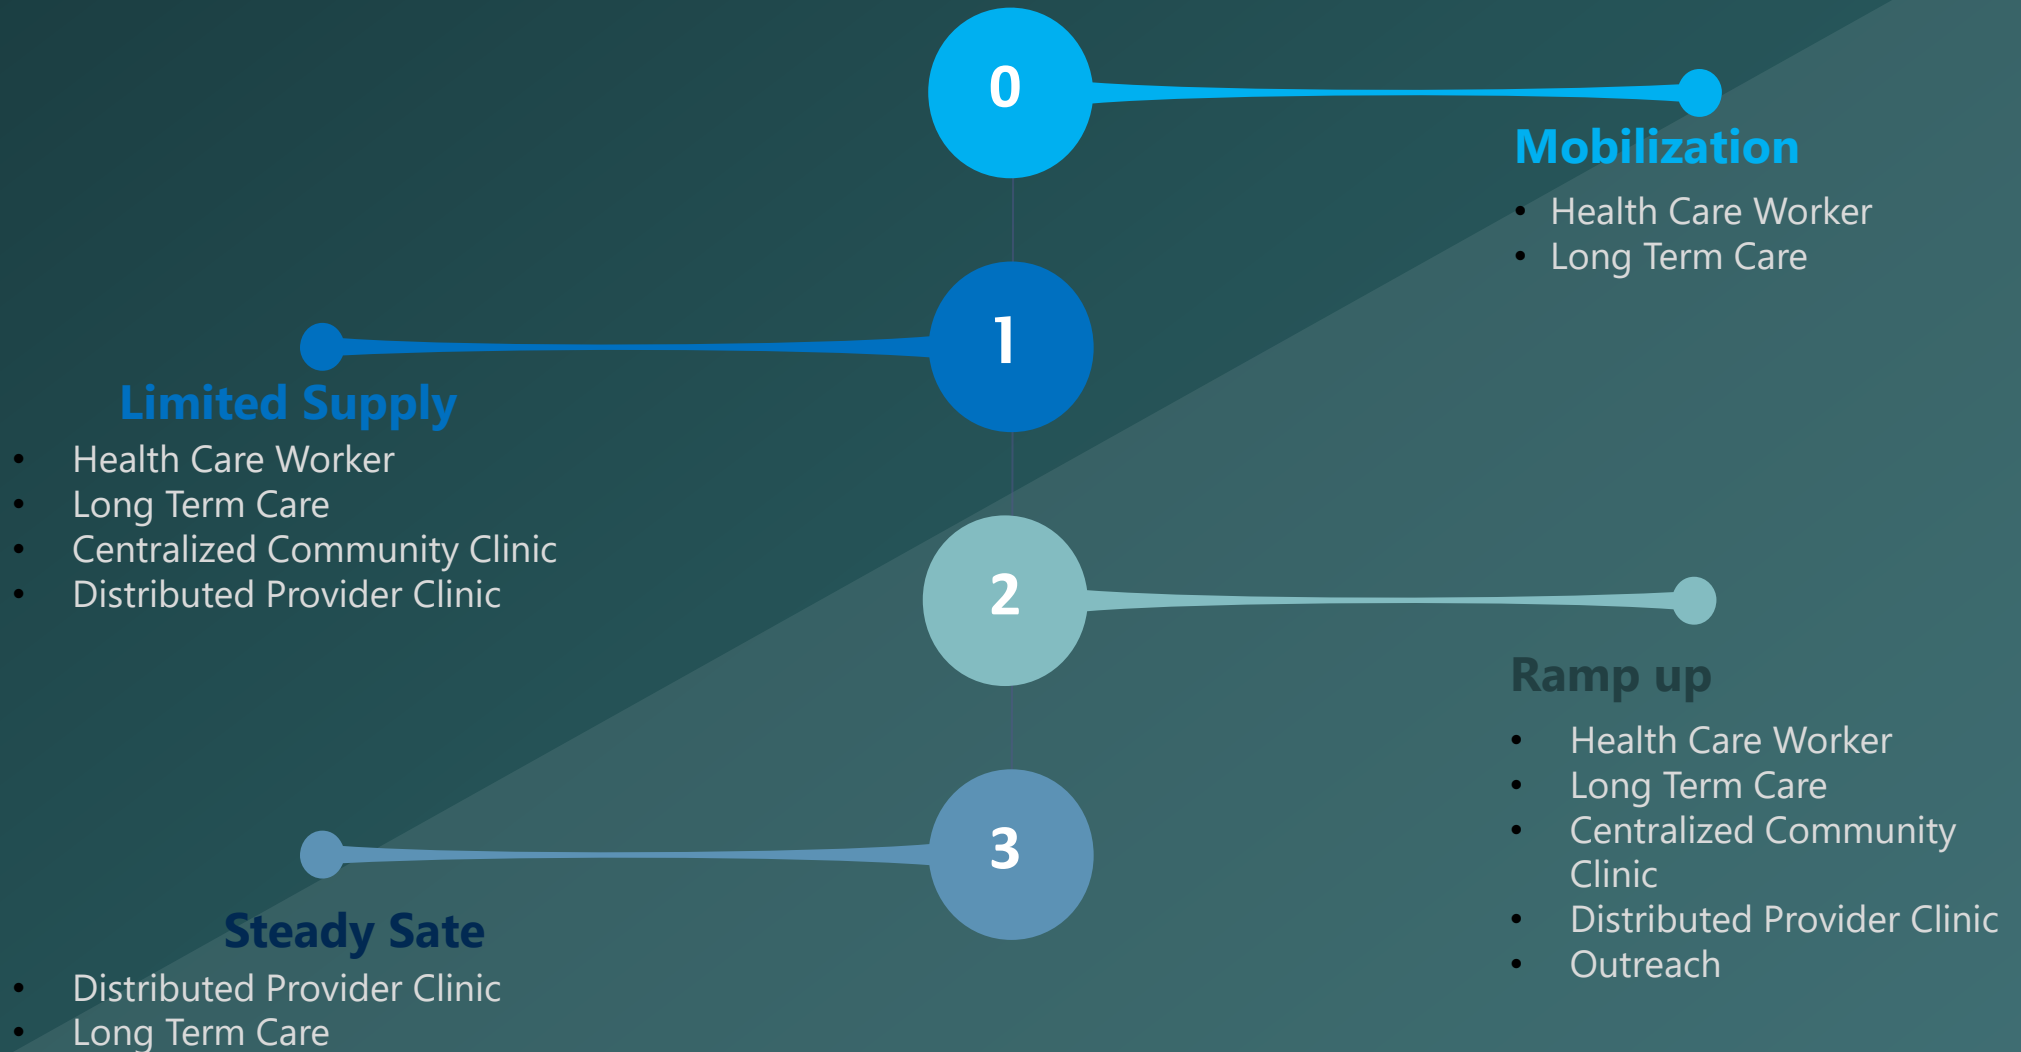 0
Mobilization
• Health Care Worker
• Long Term Care
1
Limited Supply
• Health Care Worker
• Long Term Care
• Centralized Community Clinic
• Distributed Provider Clinic
2
Ramp up
• Health Care Worker
• Long Term Care
• Centralized Community
Clinic
• Distributed Provider Clinic
• Outreach
3
Steady Sate
• Distributed Provider Clinic
• Long Term Care